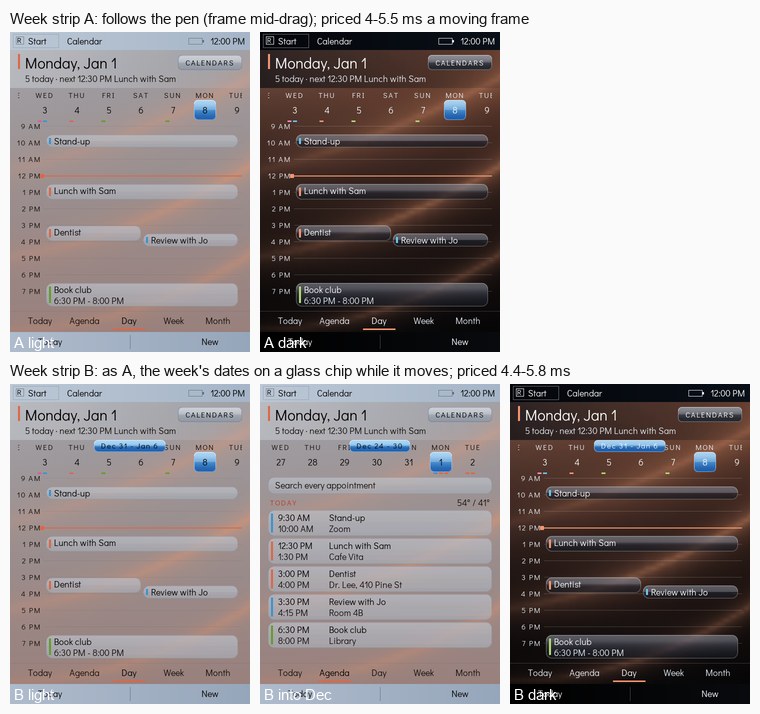 Week strip A: follows the pen (frame mid-drag); priced 4-5.5 ms a moving frame
R Start Calendar 12:00 PM
Monday, Jan 1 CALENDARS
5 today · next 12:30 PM Lunch with Sam
WED THU FRI SAT SUN MON TUE
3 4 5 6 7 8 9
9 AM
10 AM Stand-up
11 AM
12 PM
1 PM Lunch with Sam
2 PM
3 PM Dentist
4 PM Review with Jo
5 PM
6 PM
7 PM Book club
6:30 PM - 8:00 PM
Today Agenda Day Week Month
A light New
R Start Calendar 12:00 PM
Monday, Jan 1 CALENDARS
5 today · next 12:30 PM Lunch with Sam
WED THU FRI SAT SUN MON TUE
3 4 5 6 7 8 9
9 AM
10 AM Stand-up
11 AM
12 PM
1 PM Lunch with Sam
2 PM
3 PM Dentist
4 PM Review with Jo
5 PM
6 PM
7 PM Book club
6:30 PM - 8:00 PM
Today Agenda Day Week Month
A dark New
Week strip B: as A, the week's dates on a glass chip while it moves; priced 4.4-5.8 ms
R Start Calendar 12:00 PM
Monday, Jan 1 CALENDARS
5 today · next 12:30 PM Lunch with Sam
WED THU Dec 31 - Jan 6 SUN MON TUE
3 4 5 6 7 8 9
9 AM
10 AM Stand-up
11 AM
12 PM
1 PM Lunch with Sam
2 PM
3 PM Dentist
4 PM Review with Jo
5 PM
6 PM
7 PM Book club
6:30 PM - 8:00 PM
Today Agenda Day Week Month
B light New
R Start Calendar 12:00 PM
Monday, Jan 1 CALENDARS
5 today · next 12:30 PM Lunch with Sam
WED THU FRI Dec 24 - 30 MON TUE
27 28 29 30 31 1 2
Search every appointment
TODAY 54° / 41°
9:30 AM Stand-up
10:00 AM Zoom
12:30 PM Lunch with Sam
1:30 PM Cafe Vita
3:00 PM Dentist
4:00 PM Dr. Lee, 410 Pine St
3:30 PM Review with Jo
4:15 PM Room 4B
6:30 PM Book club
8:00 PM Library
Today Agenda Day Week Month
B into Dec New
R Start Calendar 12:00 PM
Monday, Jan 1 CALENDARS
5 today · next 12:30 PM Lunch with Sam
WED THU Dec 31 - Jan 6 SUN MON TUE
3 4 5 6 7 8 9
9 AM
10 AM Stand-up
11 AM
12 PM
1 PM Lunch with Sam
2 PM
3 PM Dentist
4 PM Review with Jo
5 PM
6 PM
7 PM Book club
6:30 PM - 8:00 PM
Today Agenda Day Week Month
B dark New